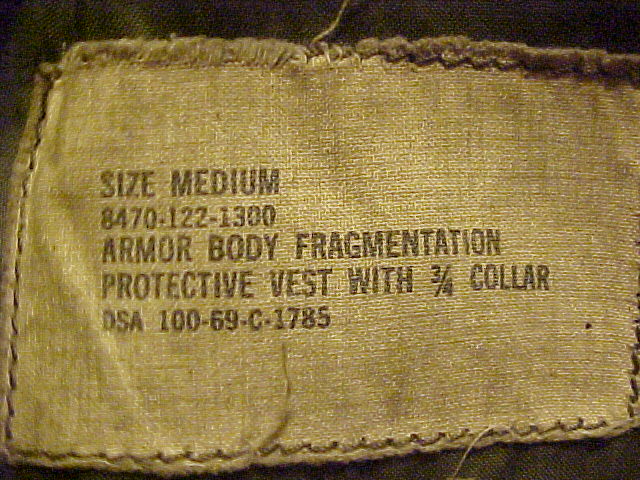 SIZE MEDIUM
8470-122-1300
ARMOR BODY FRAGMENTATION
PROTECTIVE VEST WITH ¾ COLLAR
DSA 100-69-C-1785